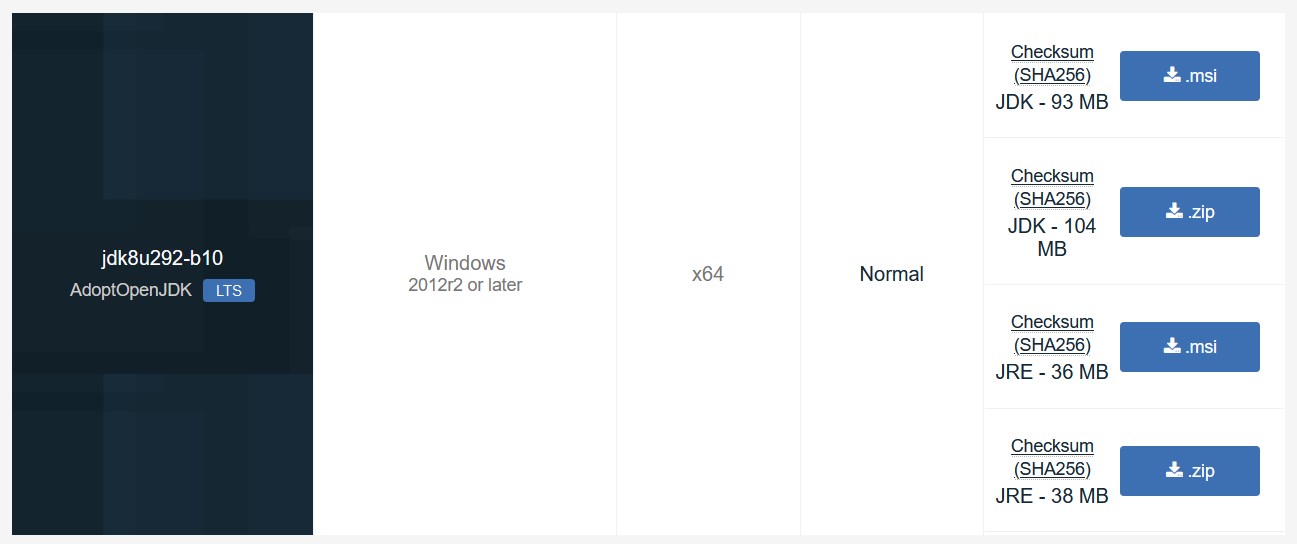 jdk8u292-b10
AdoptOpenJDK LTS
Windows
2012r2 or later
x64
Normal
Checksum
(SHA256)
JDK - 93 MB
.msi
Checksum
(SHA256)
JDK - 104
MB
.zip
Checksum
(SHA256)
JRE - 36 MB
.msi
Checksum
(SHA256)
JRE - 38 MB
.zip